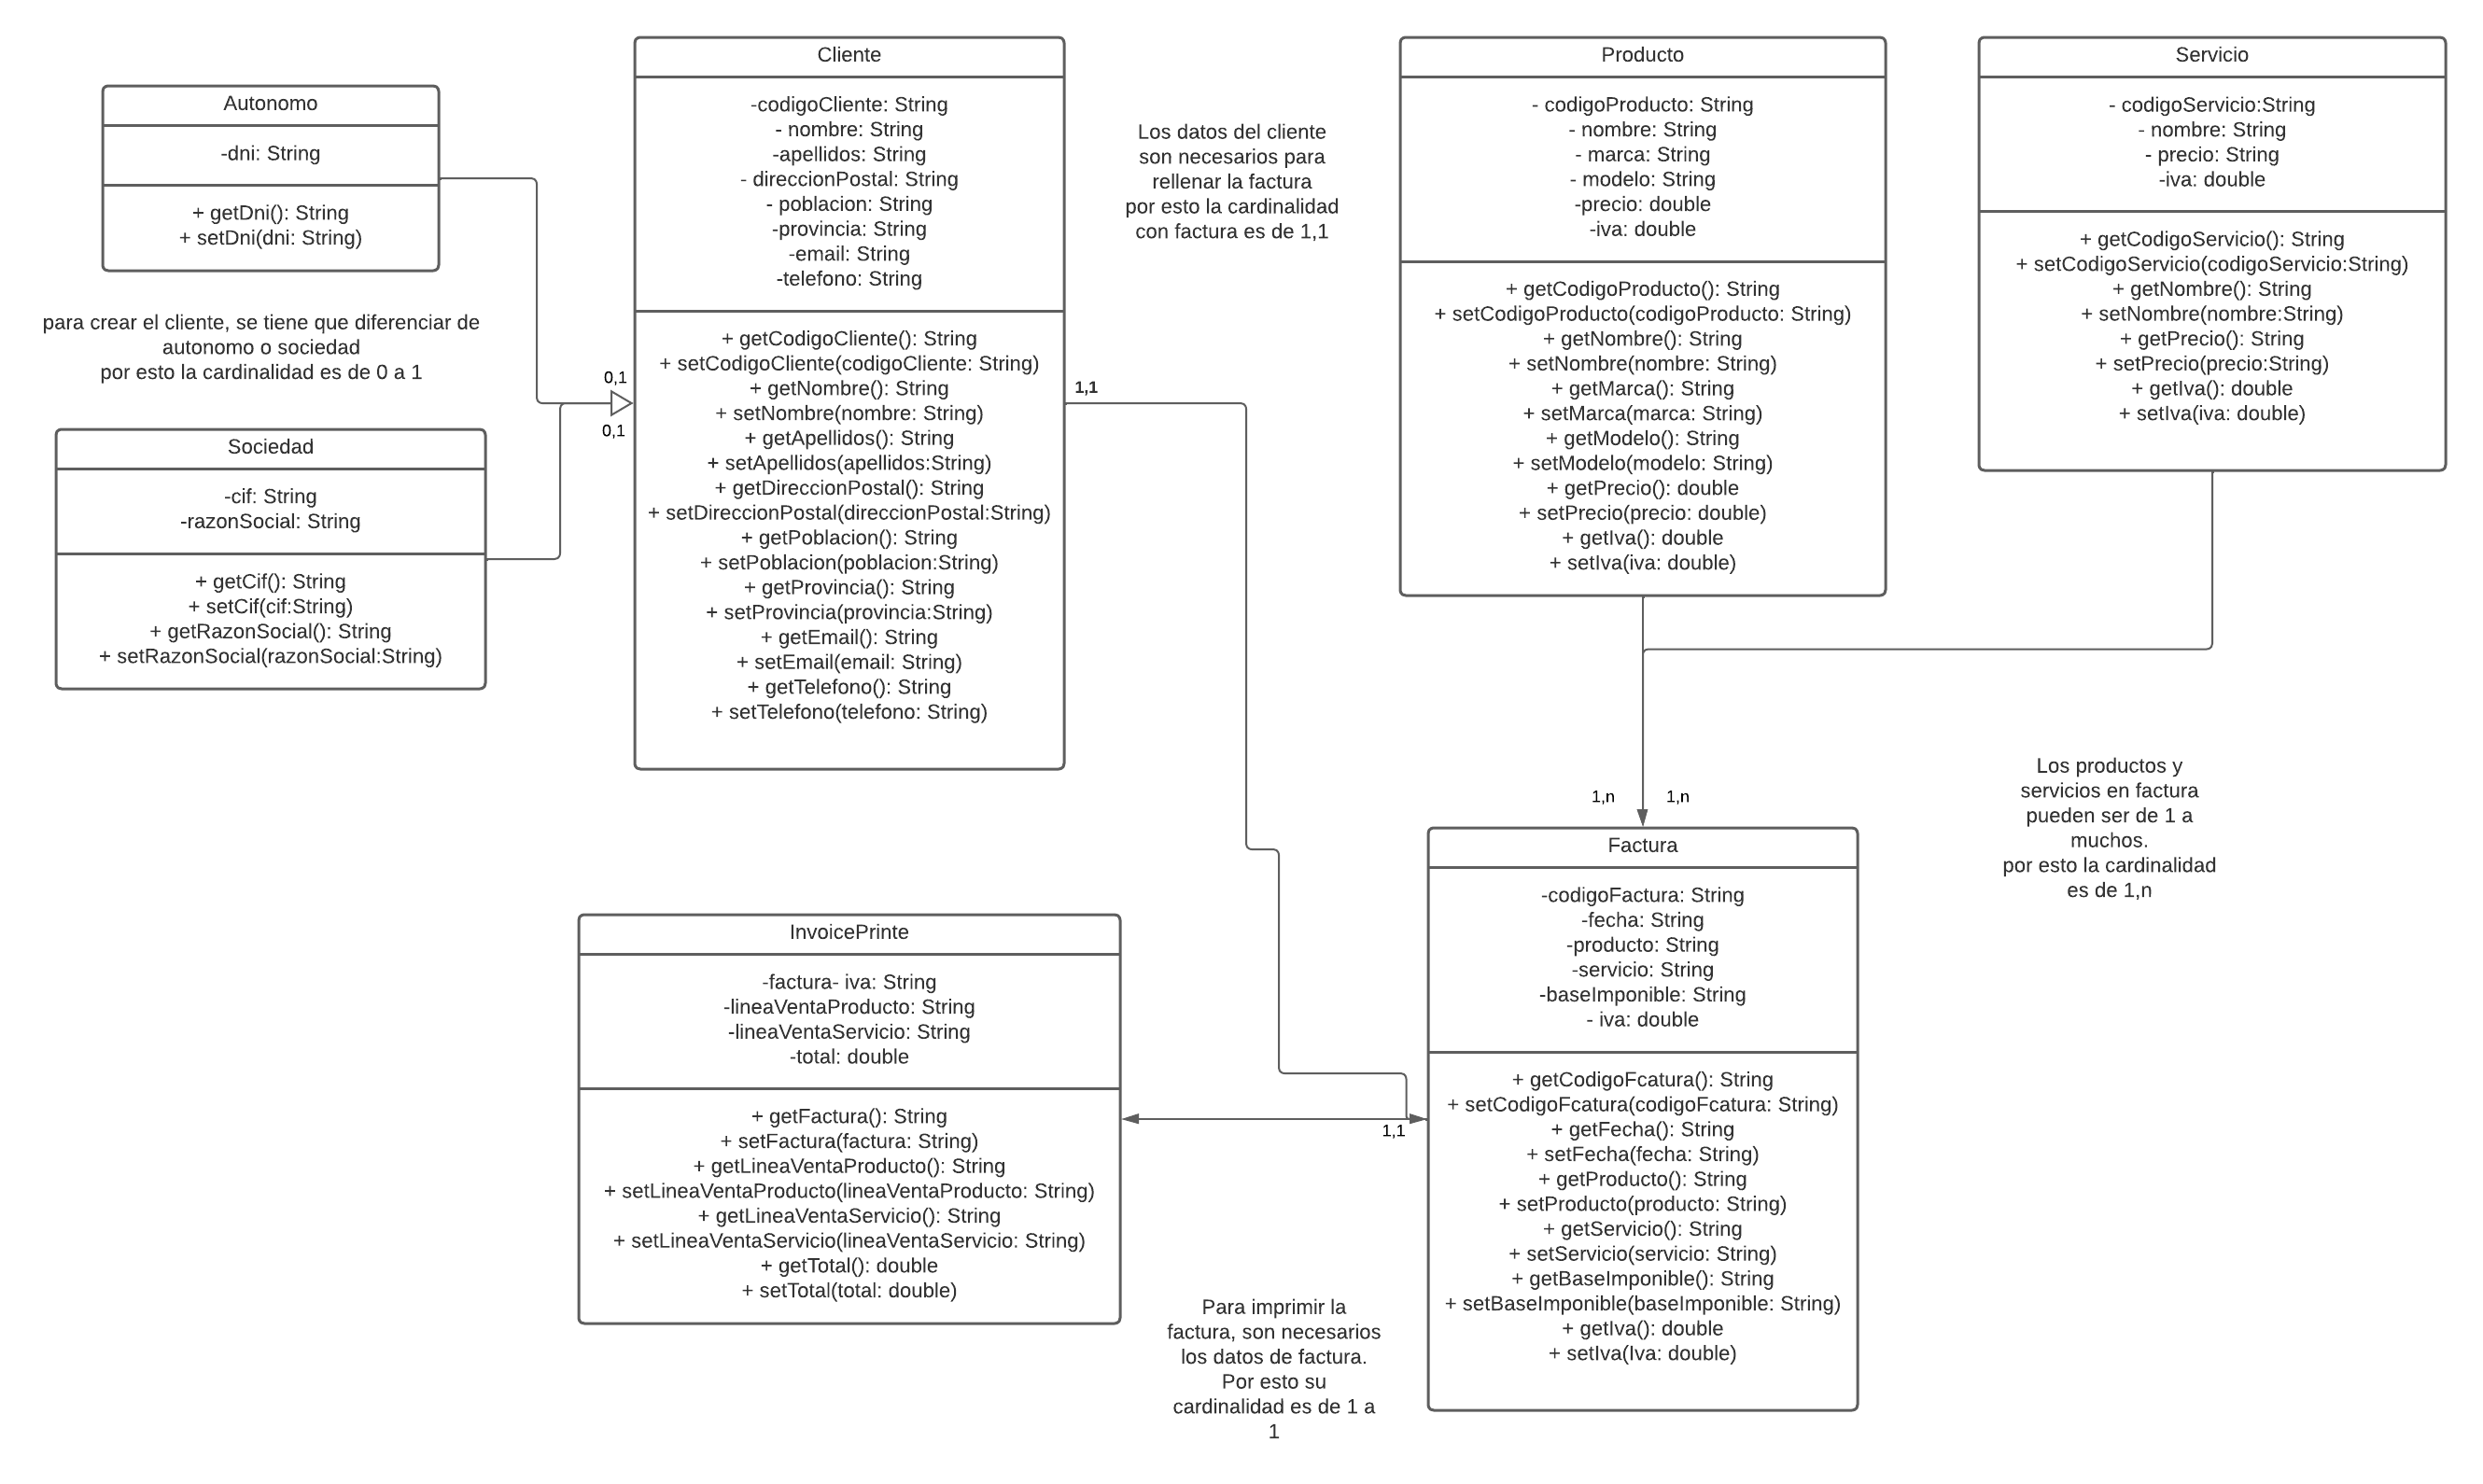 Autonomo
-dni: String
+ getDni(): String
+ setDni(dni: String)
para crear el cliente, se tiene que diferenciar de
autonomo o sociedad
por esto la cardinalidad es de 0 a 1
Sociedad
-cif: String
-razonSocial: String
+ getCif(): String
+ setCif(cif:String)
+ getRazonSocial(): String
+ setRazonSocial(razonSocial:String)
0,1
0,1
Cliente
-codigoCliente: String
- nombre: String
-apellidos: String
- direccionPostal: String
- poblacion: String
-provincia: String
-email: String
-telefono: String
+ getCodigoCliente(): String
+ setCodigoCliente(codigoCliente: String)
+ getNombre(): String
+ setNombre(nombre: String)
+ getApellidos(): String
+ setApellidos(apellidos:String)
+ getDireccionPostal(): String
+ setDireccionPostal(direccionPostal:String)
+ getPoblacion(): String
+ setPoblacion(poblacion:String)
+ getProvincia(): String
+ setProvincia(provincia:String)
+ getEmail(): String
+ setEmail(email: String)
+ getTelefono(): String
+ setTelefono(telefono: String)
1,1
Los datos del cliente
son necesarios para
rellenar la factura
por esto la cardinalidad
con factura es de 1,1
Producto
- codigoProducto: String
- nombre: String
- marca: String
- modelo: String
-precio: double
-iva: double
+ getCodigoProducto(): String
+ setCodigoProducto(codigoProducto: String)
+ getNombre(): String
+ setNombre(nombre: String)
+ getMarca(): String
+ setMarca(marca: String)
+ getModelo(): String
+ setModelo(modelo: String)
+ getPrecio(): double
+ setPrecio(precio: double)
+ getIva(): double
+ setIva(iva: double)
Servicio
- codigoServicio:String
- nombre: String
- precio: String
-iva: double
+ getCodigoServicio(): String
+ setCodigoServicio(codigoServicio:String)
+ getNombre(): String
+ setNombre(nombre:String)
+ getPrecio(): String
+ setPrecio(precio:String)
+ getIva(): double
+ setIva(iva: double)
Los productos y
servicios en factura
pueden ser de 1 a
muchos.
por esto la cardinalidad
es de 1,n
1,n
1,n
InvoicePrinte
-factura- iva: String
-lineaVentaProducto: String
-lineaVentaServicio: String
-total: double
+ getFactura(): String
+ setFactura(factura: String)
+ getLineaVentaProducto(): String
+ setLineaVentaProducto(lineaVentaProducto: String)
+ getLineaVentaServicio(): String
+ setLineaVentaServicio(lineaVentaServicio: String)
+ getTotal(): double
+ setTotal(total: double)
1,1
Para imprimir la
factura, son necesarios
los datos de factura.
Por esto su
cardinalidad es de 1 a
1
Factura
-codigoFactura: String
-fecha: String
-producto: String
-servicio: String
-baseImponible: String
- iva: double
+ getCodigoFcatura(): String
+ setCodigoFcatura(codigoFcatura: String)
+ getFecha(): String
+ setFecha(fecha: String)
+ getProducto(): String
+ setProducto(producto: String)
+ getServicio(): String
+ setServicio(servicio: String)
+ getBaseImponible(): String
+ setBaseImponible(baseImponible: String)
+ getIva(): double
+ setIva(Iva: double)